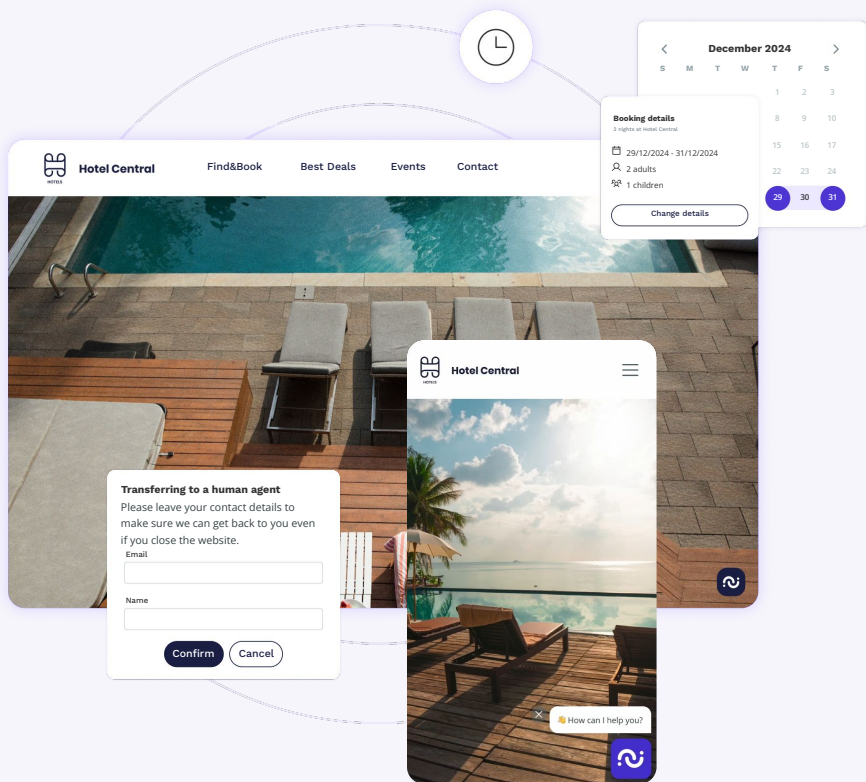 December 2024
S M T W T F S
1 2 3
8 9 10
15 16 17
22 23 24
29 30 31
Booking details
3 nights at Hotel Central
29/12/2024 - 31/12/2024
2 adults
1 children
Change details
HOTELS
Hotel Central
Find&Book
Best Deals
Events
Contact
HOTELS
Hotel Central
Transferring to a human agent
Please leave your contact details to
make sure we can get back to you even
if you close the website.
Email
Name
Confirm
Cancel
👋 How can I help you?